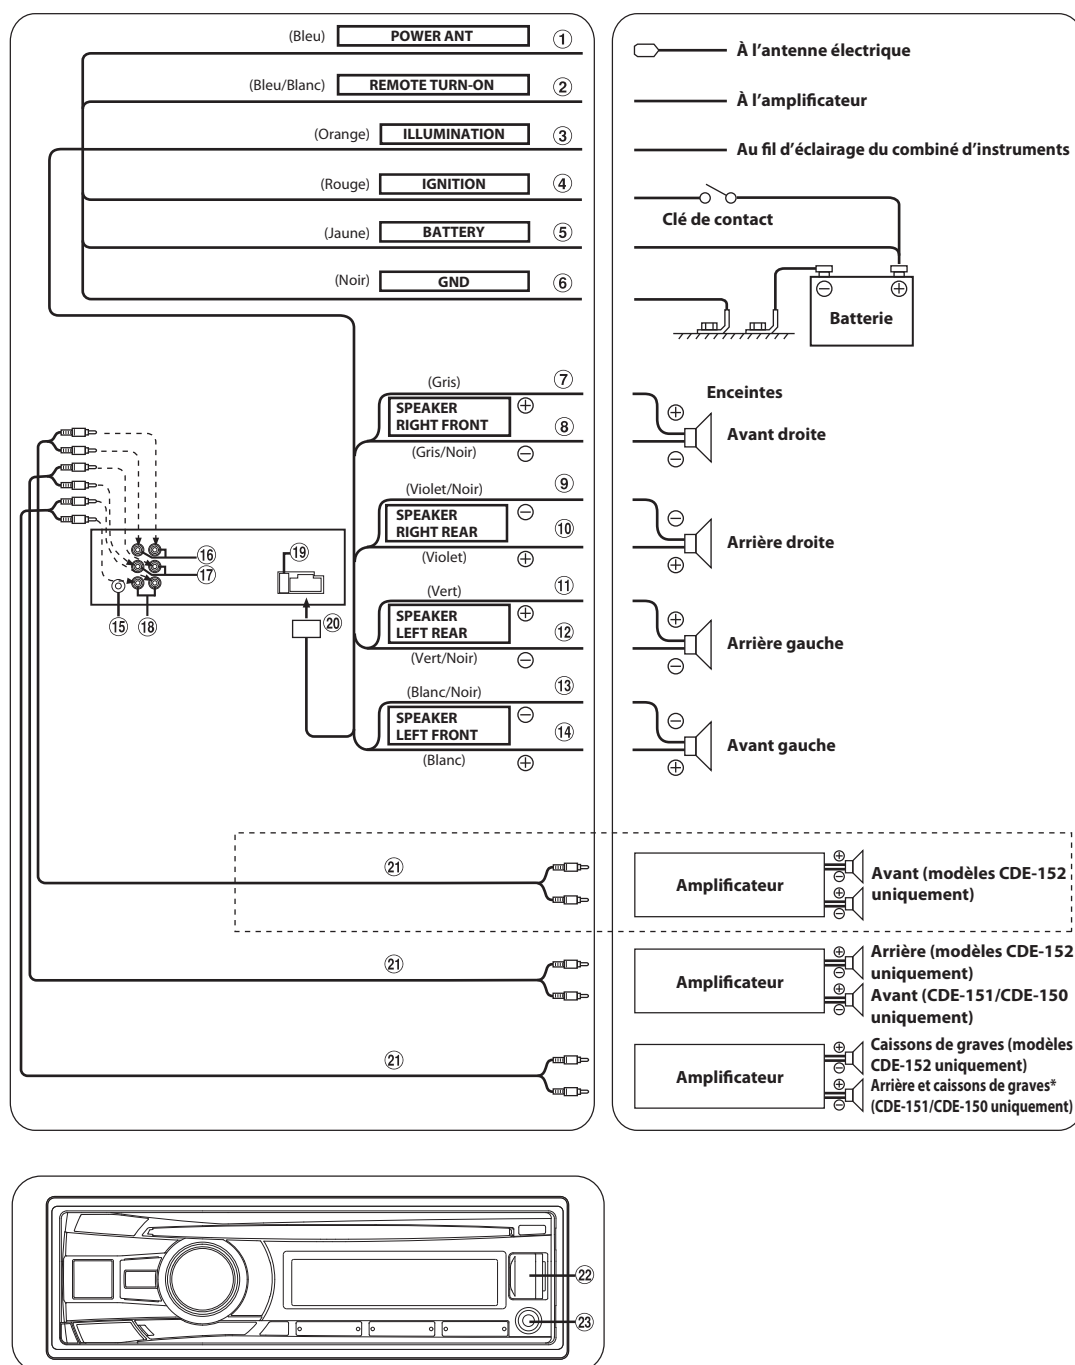 (Bleu) POWER ANT ① À l’antenne électrique
(Bleu/Blanc) REMOTE TURN-ON ② À l’amplificateur
(Orange) ILLUMINATION ③ Au fil d’éclairage du combiné d’instruments
(Rouge) IGNITION ④
Clé de contact
(Jaune) BATTERY ⑤
(Noir) GND ⑥
⊖ ⊕
Batterie
(Gris) ⑦
Enceintes
SPEAKER
RIGHT FRONT
⊕ ⑧ ⊕
Avant droite
(Gris/Noir) ⊖ ⊖
(Violet/Noir) ⑨
SPEAKER
RIGHT REAR
⊖ ⑩ ⊖
Arrière droite
(Violet) ⊕ ⊕
⑯ ⑲
⑰
⑮ ⑱ ⑳
(Vert) ⑪
SPEAKER
LEFT REAR
⊕ ⑫ ⊕
Arrière gauche
(Vert/Noir) ⊖ ⊖
(Blanc/Noir) ⑬
SPEAKER
LEFT FRONT
⊖ ⑭ ⊖
Avant gauche
(Blanc) ⊕ ⊕
㉑ Amplificateur ⊕ ⊖ ⊕ ⊖
Avant (modèles CDE-152
uniquement)
㉑ Amplificateur ⊕ ⊖ ⊕ ⊖
Arrière (modèles CDE-152
uniquement)
Avant (CDE-151/CDE-150
uniquement)
㉑ Amplificateur ⊕ ⊖ ⊕ ⊖
Caissons de graves (modèles
CDE-152 uniquement)
Arrière et caissons de graves*
(CDE-151/CDE-150 uniquement)
㉒
㉓